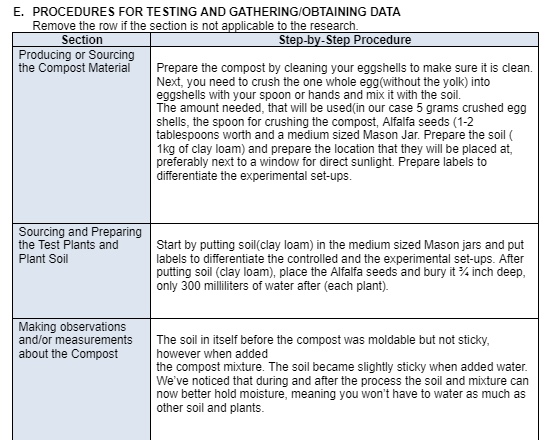 E. PROCEDURES FOR TESTING AND GATHERING/OBTAINING DATA
Remove the row if the section is not applicable to the research.
Section
Step-by-Step Procedure
Producing or Sourcing
the Compost Material
Prepare the compost by cleaning your eggshells to make sure it is clean.
Next, you need to crush the one whole egg(without the yolk) into
eggshells with your spoon or hands and mix it with the soil.
The amount needed, that will be used(in our case 5 grams crushed egg
shells, the spoon for crushing the compost, Alfalfa seeds (1-2
tablespoons worth and a medium sized Mason Jar. Prepare the soil (
1kg of clay loam) and prepare the location that they will be placed at,
preferably next to a window for direct sunlight. Prepare labels to
differentiate the experimental set-ups.
Sourcing and Preparing
the Test Plants and
Plant Soil
Start by putting soil(clay loam) in the medium sized Mason jars and put
labels to differentiate the controlled and the experimental set-ups. After
putting soil (clay loam), place the Alfalfa seeds and bury it ¾ inch deep,
only 300 milliliters of water after (each plant).
Making observations
and/or measurements
about the Compost
The soil in itself before the compost was moldable but not sticky,
however when added
the compost mixture. The soil became slightly sticky when added water.
We've noticed that during and after the process the soil and mixture can
now better hold moisture, meaning you won't have to water as much as
other soil and plants.